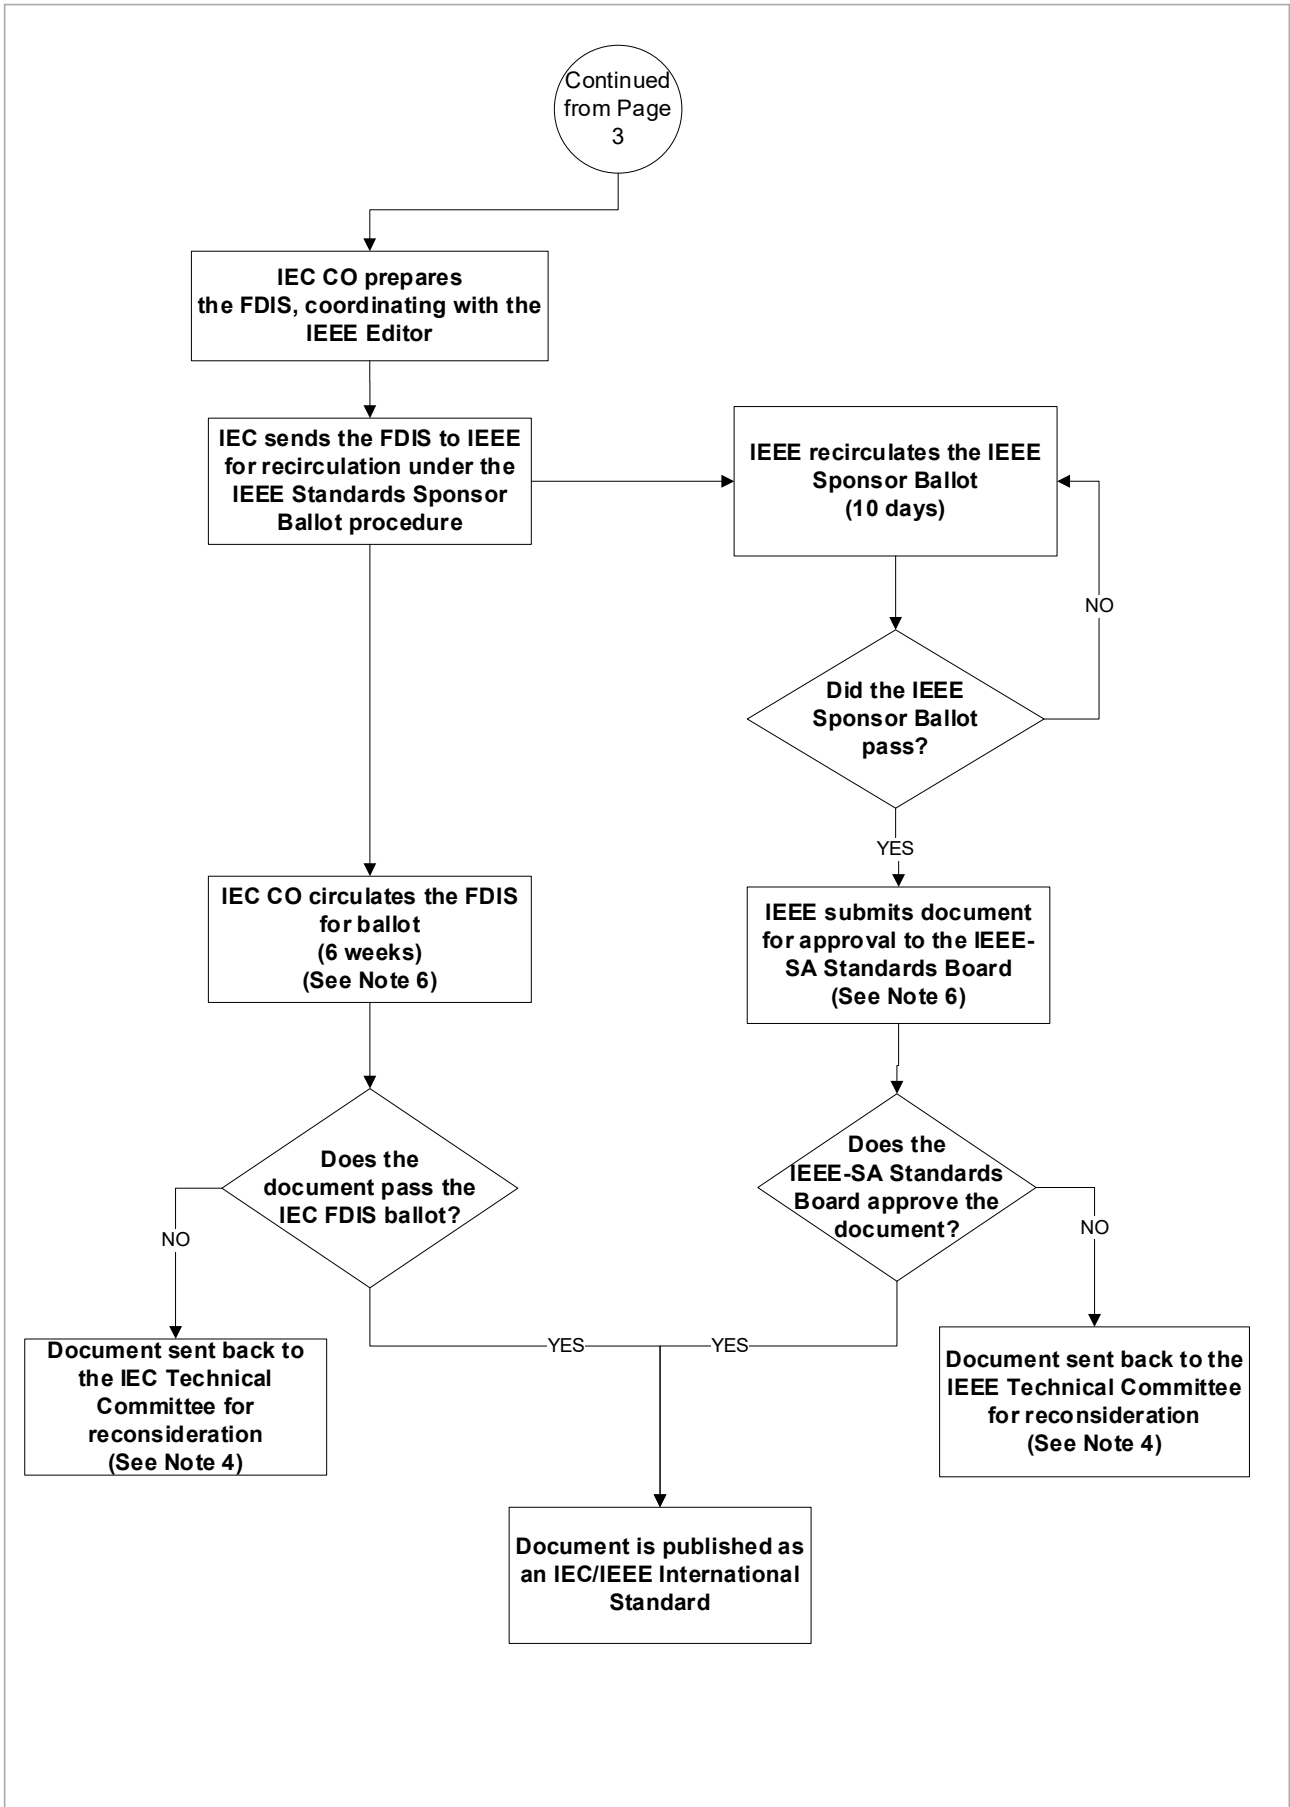 Continued
from Page
3
IEC CO prepares
the FDIS, coordinating with the
IEEE Editor
IEC sends the FDIS to IEEE
for recirculation under the
IEEE Standards Sponsor
Ballot procedure
IEEE recirculates the IEEE
Sponsor Ballot
(10 days)
NO
Did the IEEE
Sponsor Ballot
pass?
YES
IEC CO circulates the FDIS
for ballot
(6 weeks)
(See Note 6)
IEEE submits document
for approval to the IEEE-
SA Standards Board
(See Note 6)
Does the
document pass the
IEC FDIS ballot?
NO
Does the
IEEE-SA Standards
Board approve the
document?
NO
YES
YES
Document sent back to
the IEC Technical
Committee for
reconsideration
(See Note 4)
Document sent back to the
IEEE Technical Committee
for reconsideration
(See Note 4)
Document is published as
an IEC/IEEE International
Standard